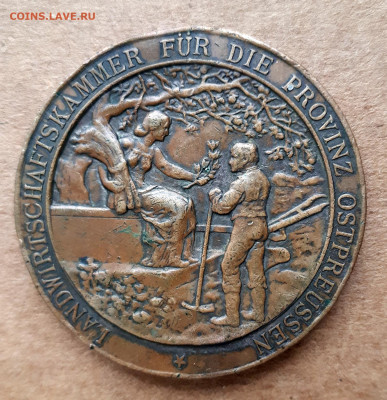 COINS.LAVE.RU
LANDWIRTSCHAFTSKAMMER FÜR DIE PROVINZ OSTPREUSSEN